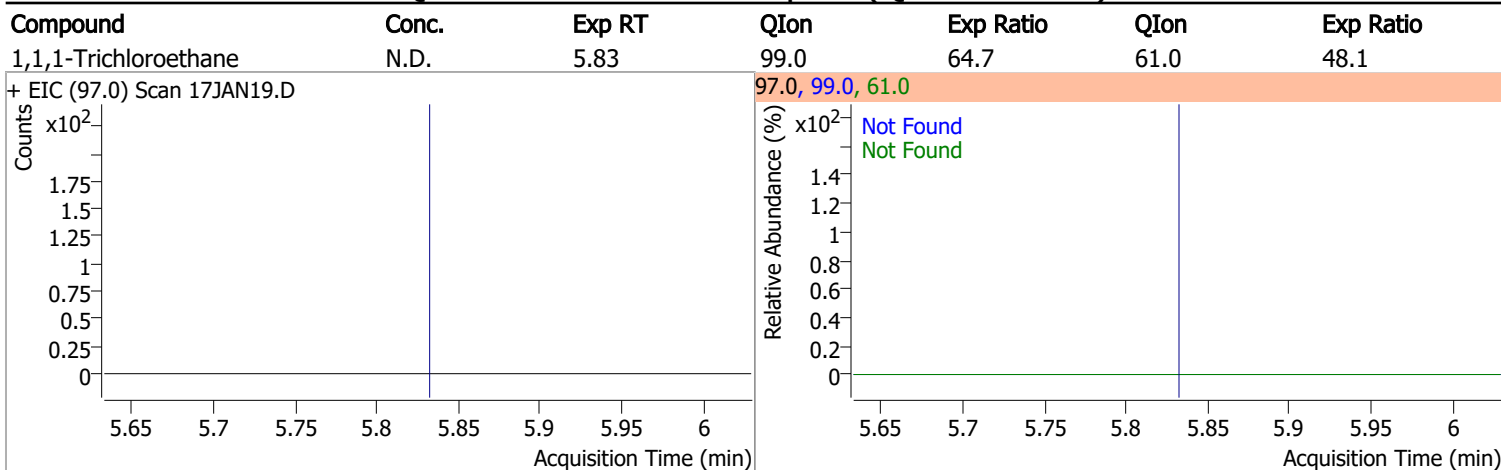 Compound Conc. Exp RT QIon Exp Ratio QIon Exp Ratio
1,1,1-Trichloroethane N.D. 5.83 99.0 64.7 61.0 48.1
+ EIC (97.0) Scan 17JAN19.D
Counts
x10²
1.75
1.5
1.25
1
0.75
0.5
0.25
0
5.65 5.7 5.75 5.8 5.85 5.9 5.95 6
Acquisition Time (min)
97.0, 99.0, 61.0
Relative Abundance (%)
x10²
Not Found
Not Found
1.4
1.2
1
0.8
0.6
0.4
0.2
0
5.65 5.7 5.75 5.8 5.85 5.9 5.95 6
Acquisition Time (min)